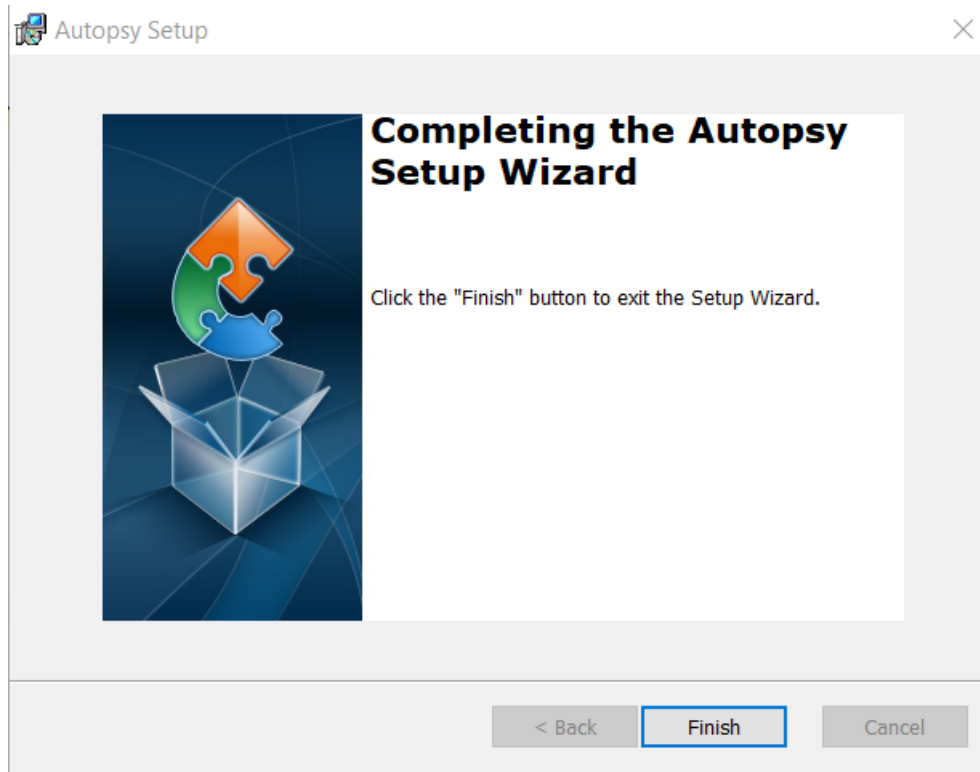 Autopsy Setup
Completing the Autopsy
Setup Wizard
Click the "Finish" button to exit the Setup Wizard.
< Back
Finish
Cancel